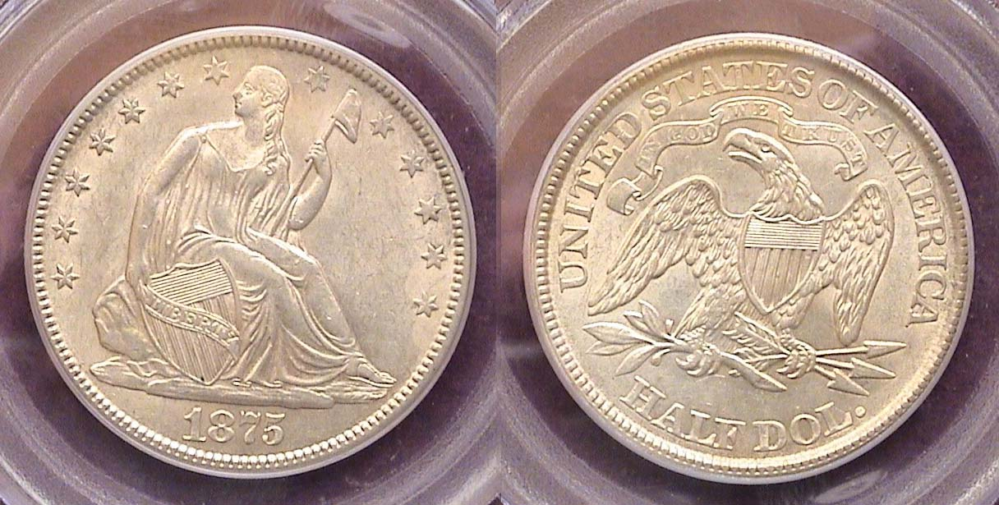 LIBERTY
1875
UNITED STATES OF AMERICA
IN GOD WE TRUST
HALF DOL.